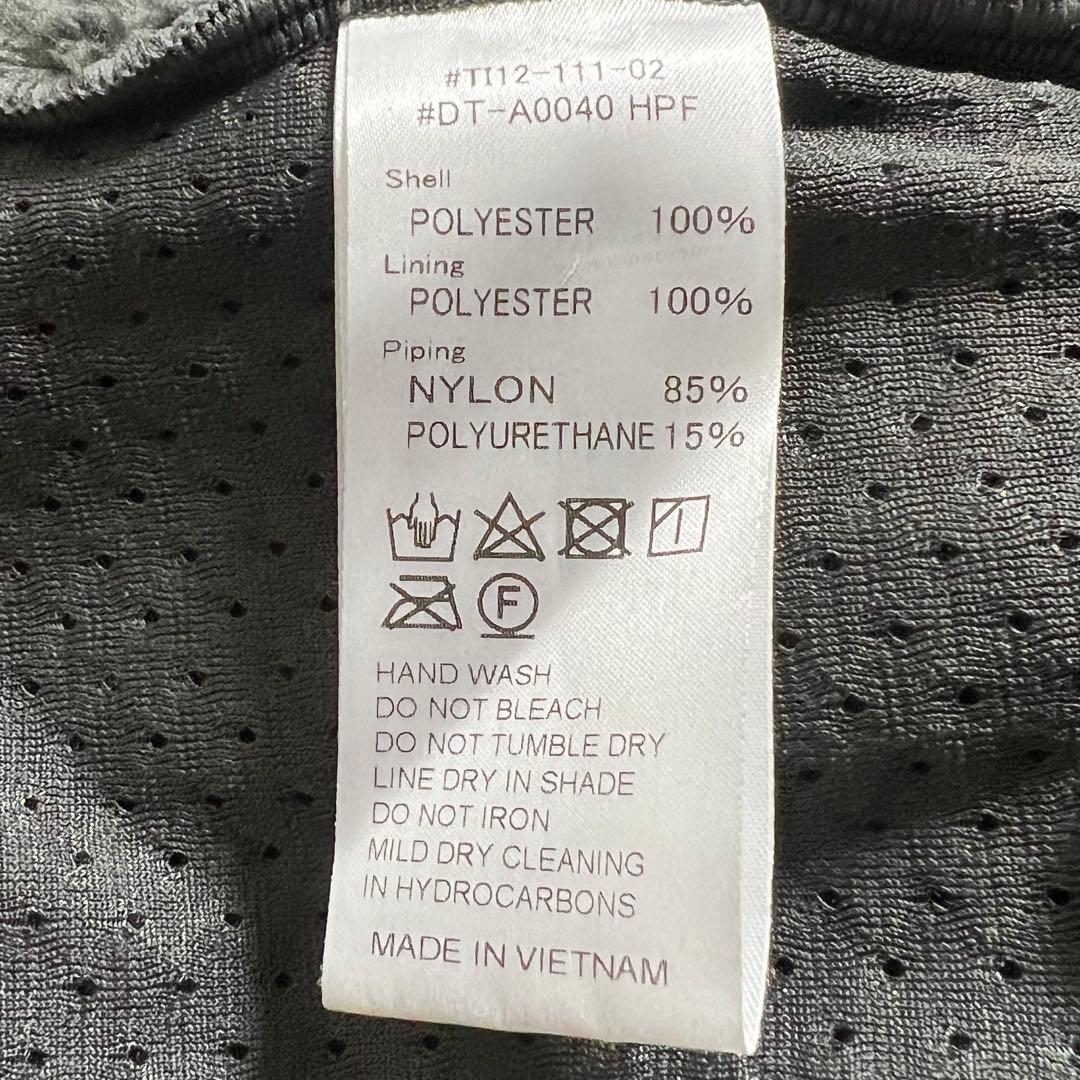 #TI12-111-02
#DT-A0040 HPF
Shell
POLYESTER 100%
Lining
POLYESTER 100%
Piping
NYLON 85%
POLYURETHANE 15%
F
HAND WASH
DO NOT BLEACH
DO NOT TUMBLE DRY
LINE DRY IN SHADE
DO NOT IRON
MILD DRY CLEANING
IN HYDROCARBONS
MADE IN VIETNAM